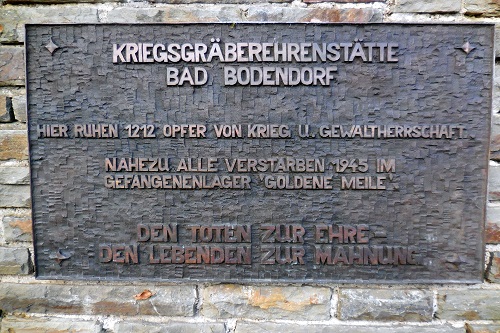 KRIEGSGRÄBEREHRENSTÄTTE
BAD BODENDORF
HIER RUHEN 1212 OPFER VON KRIEG U. GEWALTHERRSCHAFT.
NAHEZU ALLE VERSTARBEN 1945 IM
GEFANGENENLAGER "GOLDENE MEILE".
DEN TOTEN ZUR EHRE –
DEN LEBENDEN ZUR MAHNUNG.